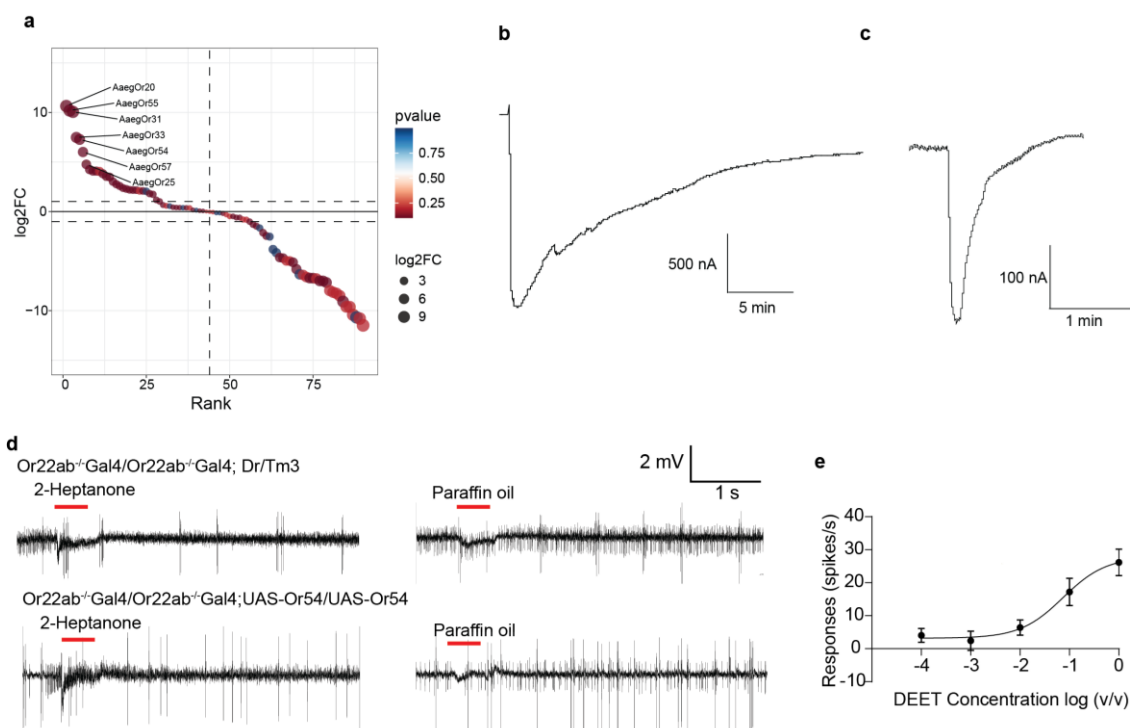 a
AaegOr20
AaegOr55
AaegOr31
AaegOr33
AaegOr54
AaegOr57
AaegOr25
10
0
−10
log2FC
0
25
50
75
Rank
pvalue
0.75
0.50
0.25
log2FC
3
6
9
b
500 nA
5 min
c
100 nA
1 min
d
Or22ab⁻/⁻Gal4/Or22ab⁻/⁻Gal4; Dr/Tm3
2-Heptanone
Paraffin oil
2 mV
1 s
Or22ab⁻/⁻Gal4/Or22ab⁻/⁻Gal4;UAS-Or54/UAS-Or54
2-Heptanone
Paraffin oil
e
Responses (spikes/s)
40
30
20
10
0
-10
-4
-3
-2
-1
0
DEET Concentration log (v/v)